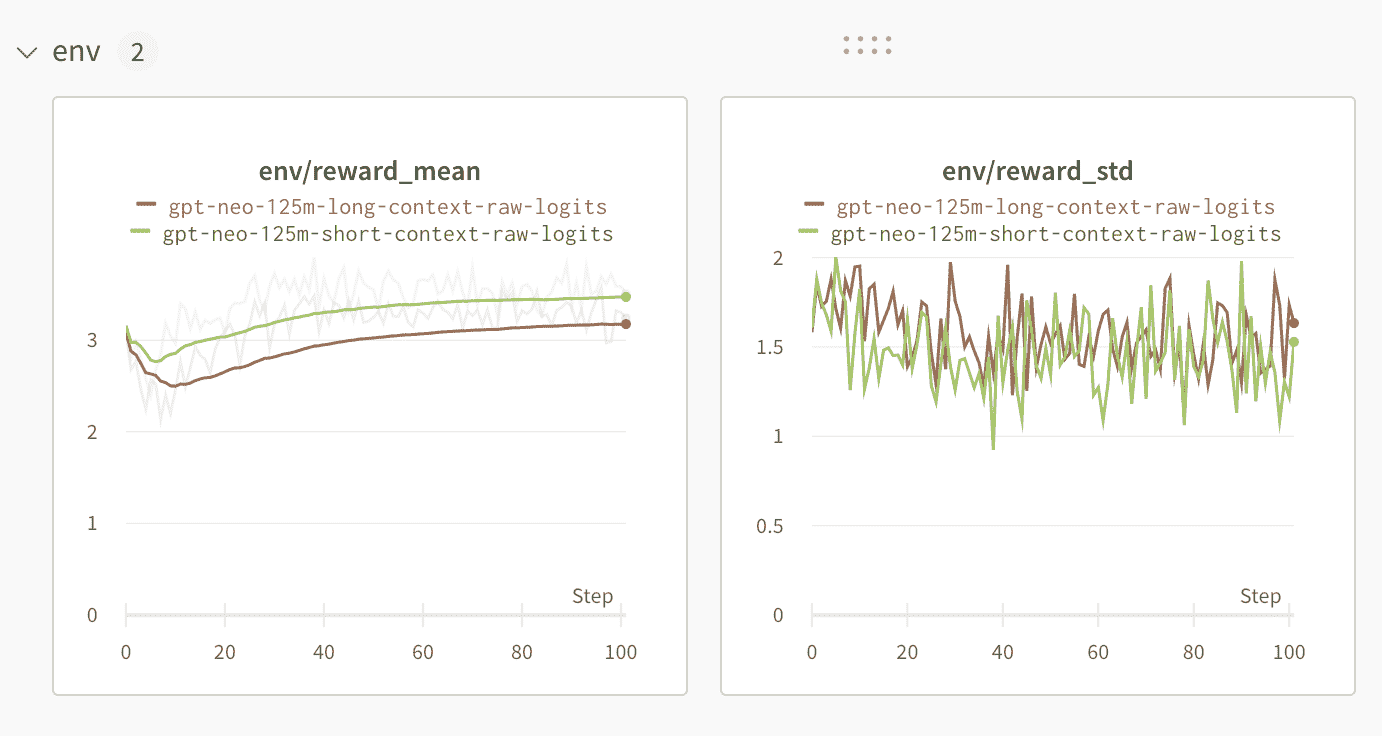 env 2
env/reward_mean
gpt-neo-125m-long-context-raw-logits
gpt-neo-125m-short-context-raw-logits
3
2
1
0
Step
0 20 40 60 80 100
env/reward_std
gpt-neo-125m-long-context-raw-logits
gpt-neo-125m-short-context-raw-logits
2
1.5
1
0.5
0
Step
0 20 40 60 80 100